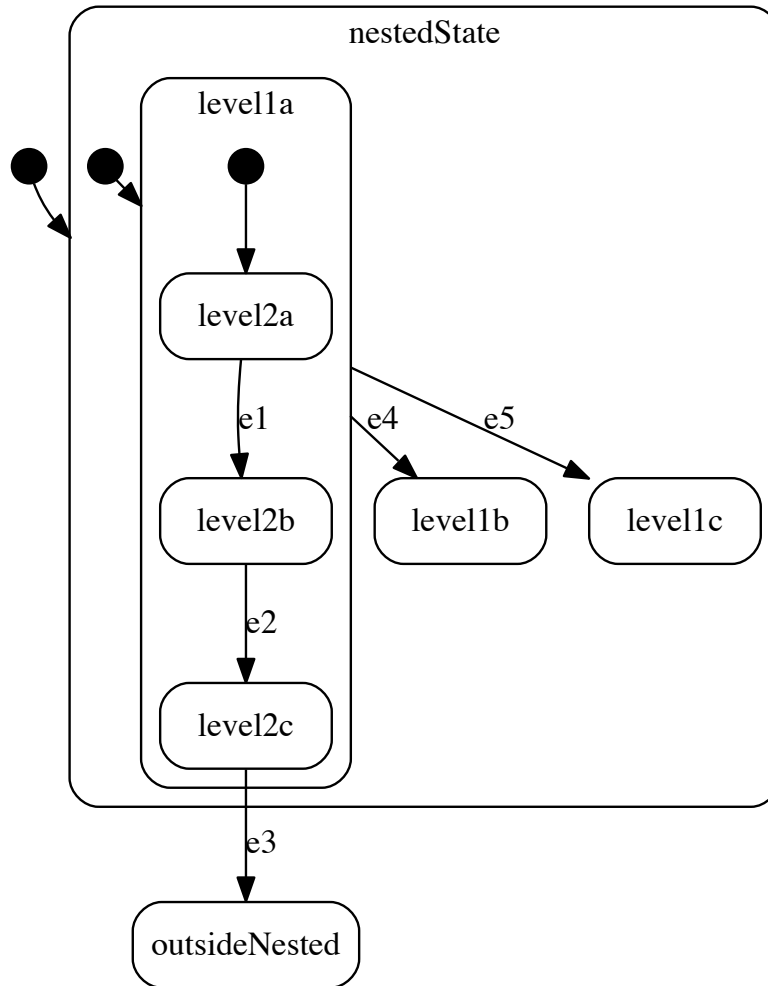 nestedState
level1a
level2a
e1
e4
e5
level2b
level1b
level1c
e2
level2c
e3
outsideNested